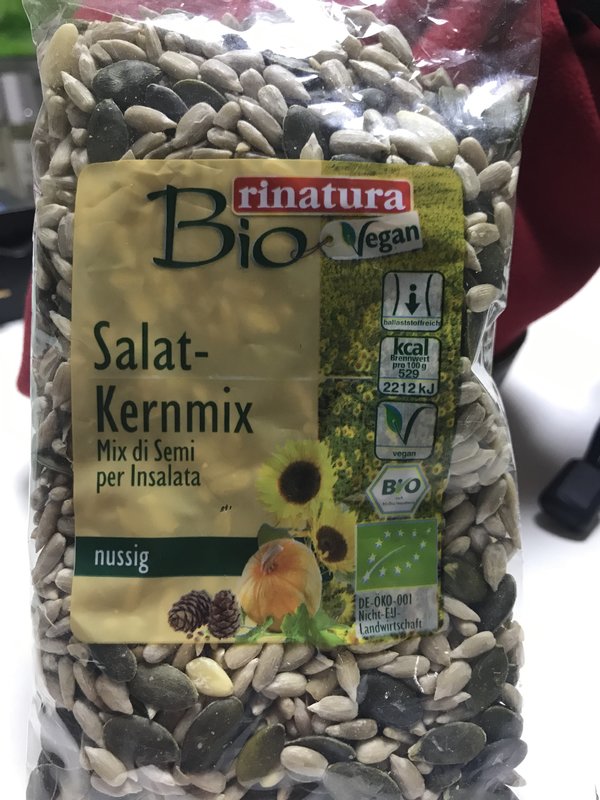 rinatura
Bio
Vegan
Salat-
Kernmix
Mix di Semi
per Insalata
nussig
ballaststoffreich
kcal
Brennwert
pro 100 g
529
2212 kJ
vegan
BIO
DE-ÖKO-001
Nicht-EU-
Landwirtschaft